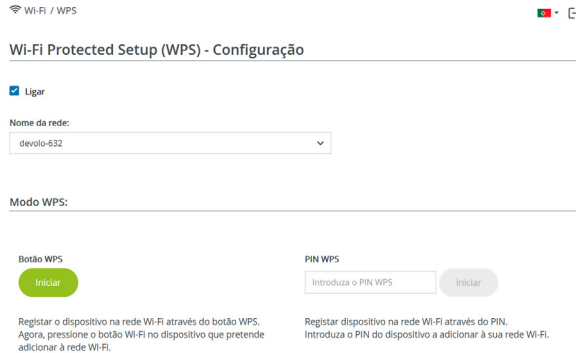 Wi-Fi / WPS
Wi-Fi Protected Setup (WPS) - Configuração
Ligar
Nome da rede:
devolo-632
Modo WPS:
Botão WPS
Iniciar
Registar o dispositivo na rede Wi-Fi através do botão WPS.
Agora, pressione o botão Wi-Fi no dispositivo que pretende
adicionar à rede Wi-Fi.
PIN WPS
Introduza o PIN WPS
Iniciar
Registar dispositivo na rede Wi-Fi através do PIN.
Introduza o PIN do dispositivo a adicionar à sua rede Wi-Fi.